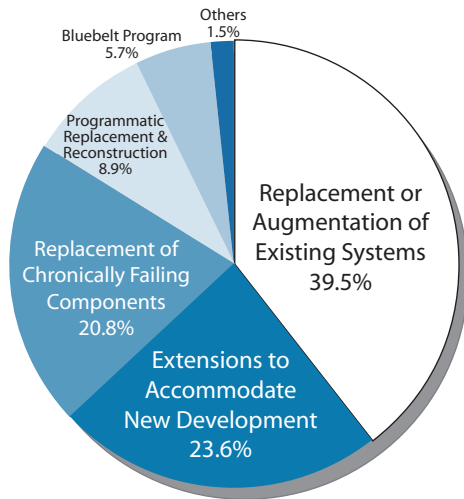 Others
1.5%
Bluebelt Program
5.7%
Programmatic
Replacement &
Reconstruction
8.9%
Replacement or
Augmentation of
Existing Systems
39.5%
Replacement of
Chronically Failing
Components
20.8%
Extensions to
Accommodate
New Development
23.6%